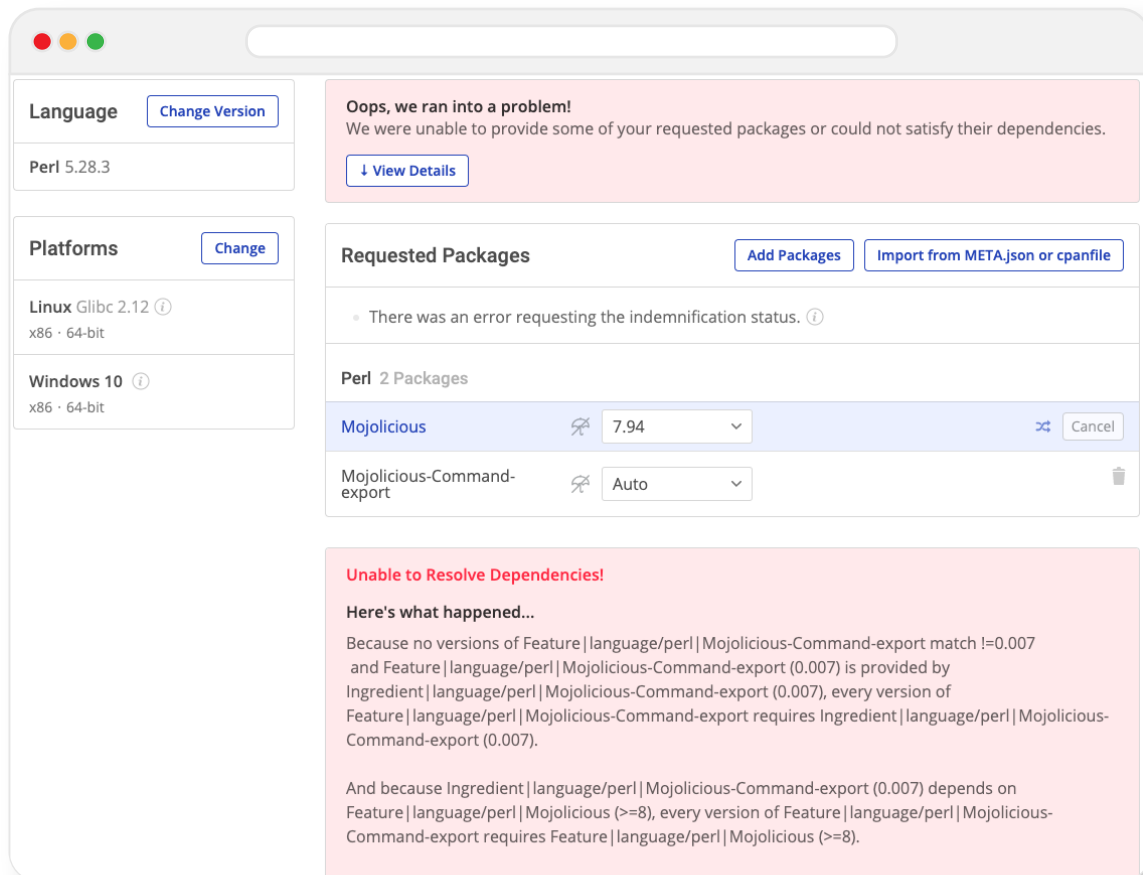 Language
Change Version
Perl 5.28.3
Platforms
Change
Linux Glibc 2.12
x86 · 64-bit
Windows 10
x86 · 64-bit
Oops, we ran into a problem!
We were unable to provide some of your requested packages or could not satisfy their dependencies.
↓ View Details
Requested Packages
Add Packages
Import from META.json or cpanfile
There was an error requesting the indemnification status.
Perl 2 Packages
Mojolicious
7.94
Cancel
Mojolicious-Command-
export
Auto
Unable to Resolve Dependencies!
Here's what happened...
Because no versions of Feature|language/perl|Mojolicious-Command-export match !=0.007
and Feature|language/perl|Mojolicious-Command-export (0.007) is provided by
Ingredient|language/perl|Mojolicious-Command-export (0.007), every version of
Feature|language/perl|Mojolicious-Command-export requires Ingredient|language/perl|Mojolicious-
Command-export (0.007).
And because Ingredient|language/perl|Mojolicious-Command-export (0.007) depends on
Feature|language/perl|Mojolicious (>=8), every version of Feature|language/perl|Mojolicious-
Command-export requires Feature|language/perl|Mojolicious (>=8).